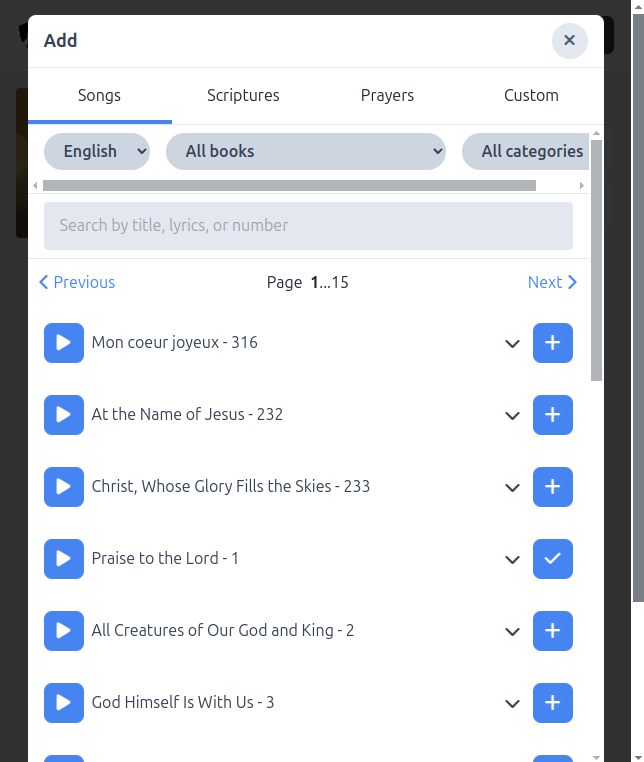 Add
Songs Scriptures Prayers Custom
English All books All categories
Search by title, lyrics, or number
Previous Page 1...15 Next
Mon coeur joyeux - 316
At the Name of Jesus - 232
Christ, Whose Glory Fills the Skies - 233
Praise to the Lord - 1
All Creatures of Our God and King - 2
God Himself Is With Us - 3